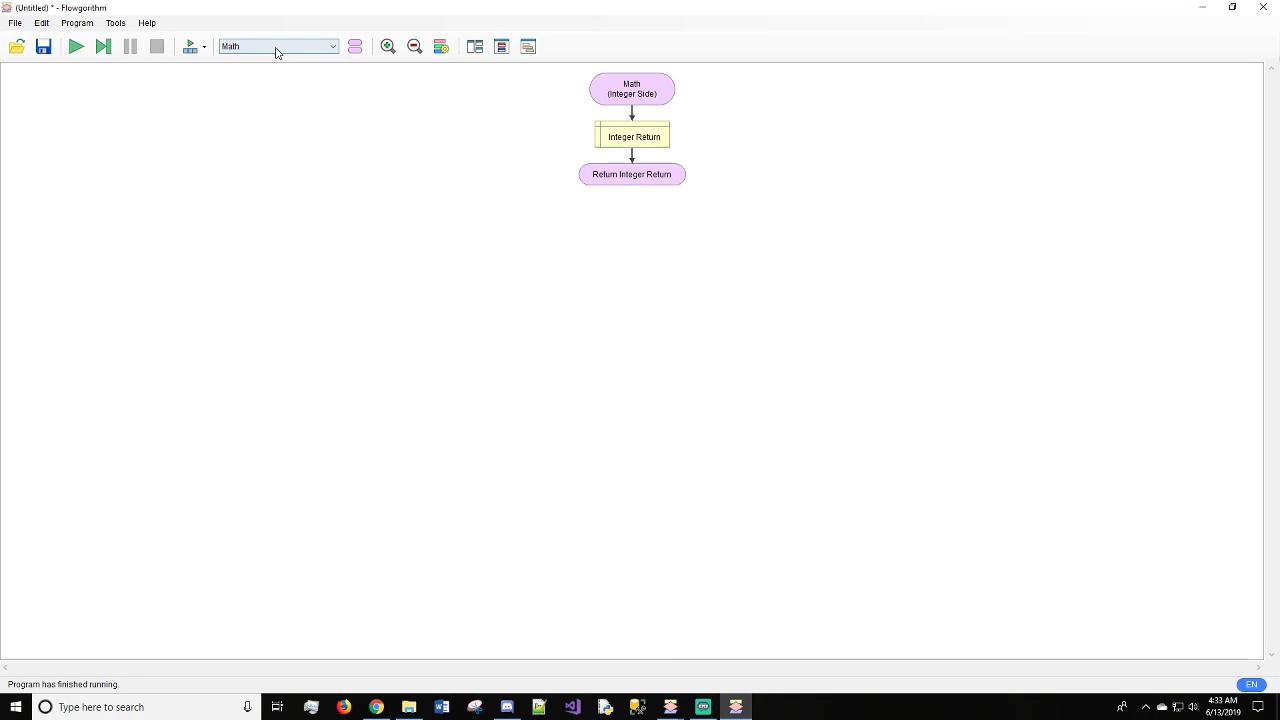 (Untitled) * - Flowgorithm
File Edit Program Tools Help
Math
Math
(Integer Side)
Integer Return
Return Integer Return
Program has finished running.
EN
Type here to search
4:33 AM
6/13/2019